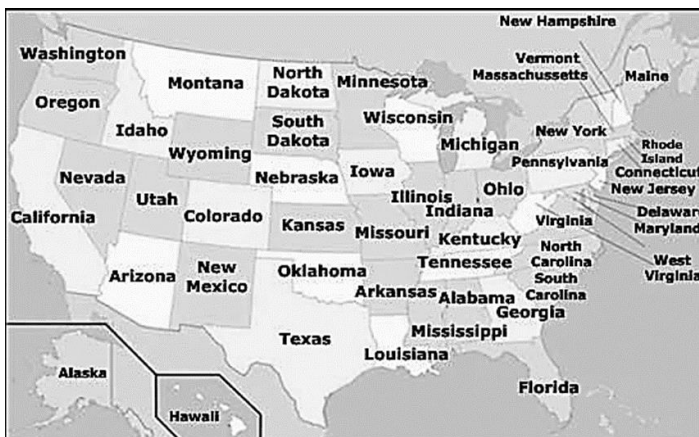 New Hampshire
Washington
Montana
North
Dakota
Minnesota
Vermont
Massachussetts
Maine
Oregon
Idaho
South
Dakota
Wisconsin
Michigan
New York
Rhode
Island
Wyoming
Pennsylvania
Connecticut
Nevada
Utah
Nebraska
Iowa
Illinois
Indiana
Ohio
New Jersey
California
Colorado
Kansas
Missouri
Kentucky
Virginia
Delawar
Maryland
Arizona
New
Mexico
Oklahoma
Tennessee
North
Carolina
West
Virginia
Arkansas
Alabama
South
Carolina
Georgia
Texas
Mississippi
Louisiana
Alaska
Hawaii
Florida